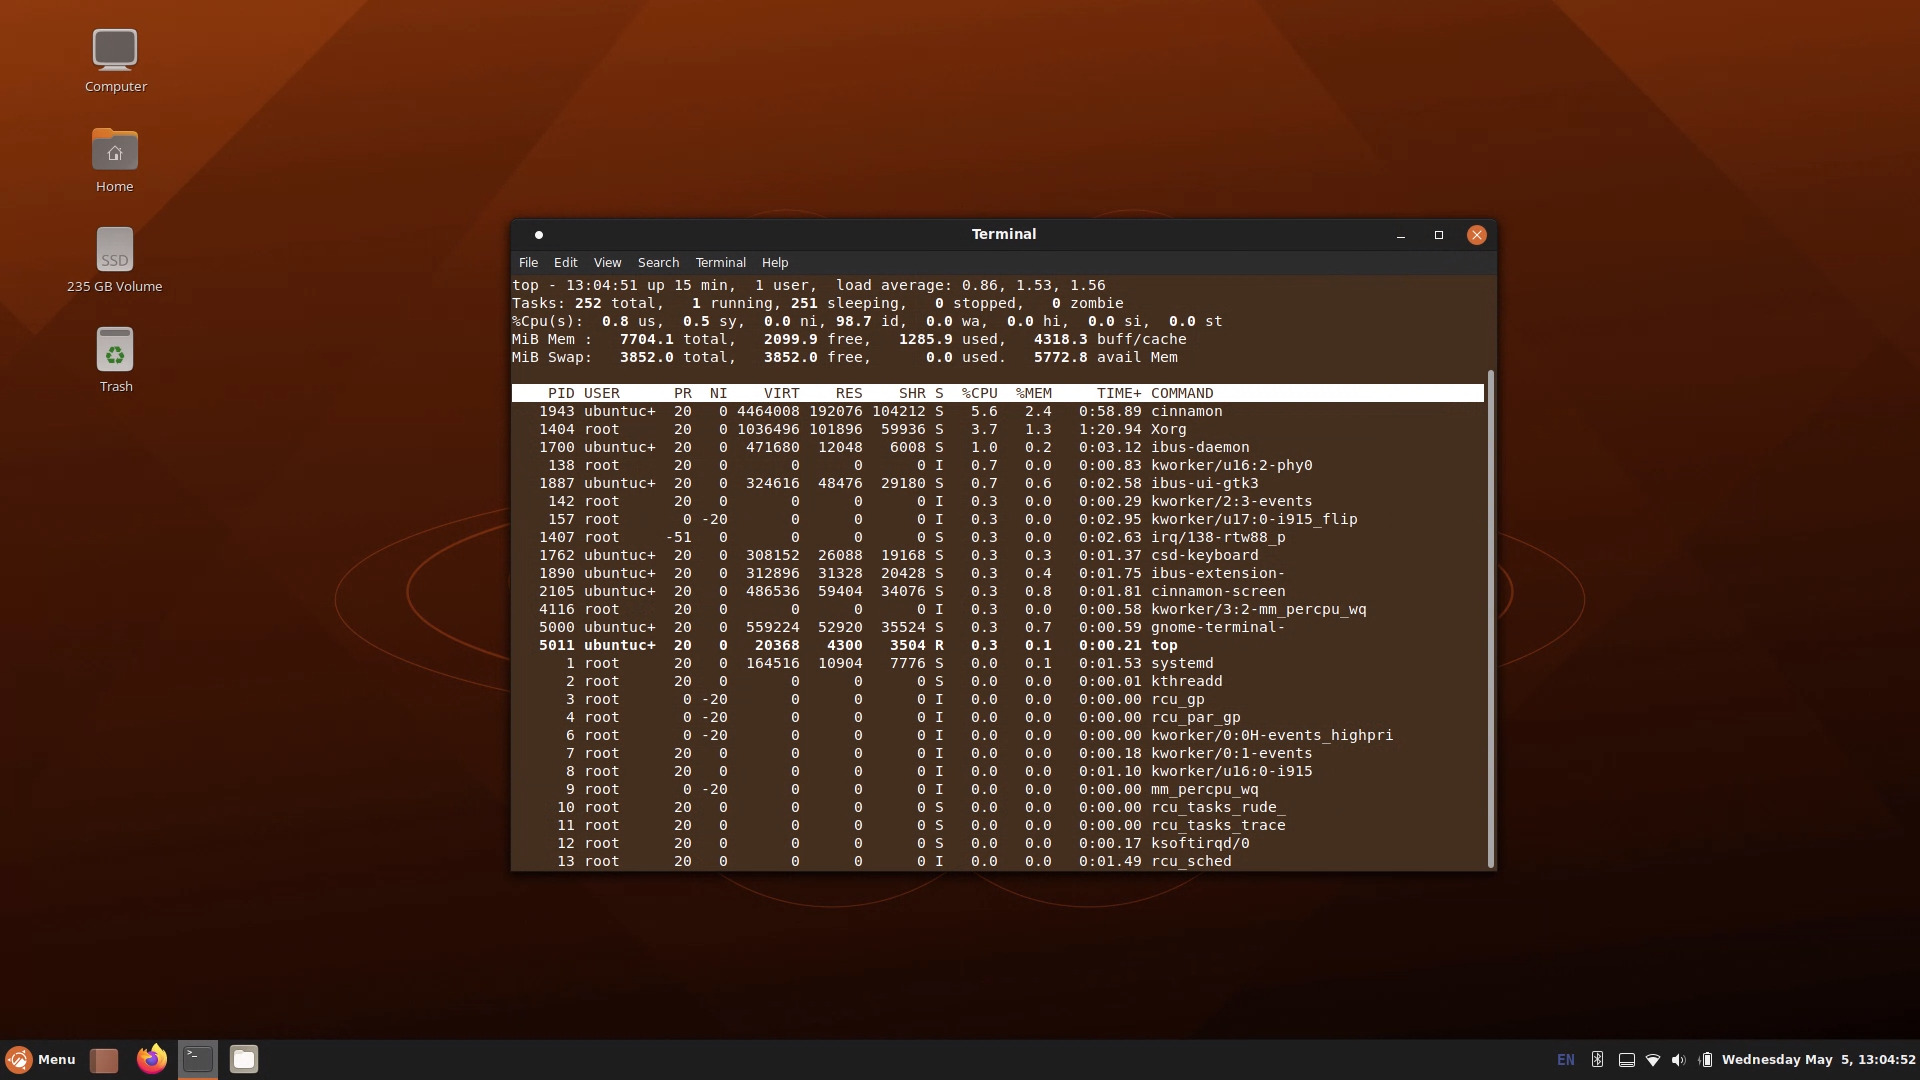 Computer
Home
SSD
235 GB Volume
Trash
Terminal
File Edit View Search Terminal Help
top - 13:04:51 up 15 min,  1 user,  load average: 0.86, 1.53, 1.56
Tasks: 252 total,   1 running, 251 sleeping,   0 stopped,   0 zombie
%Cpu(s):  0.8 us,  0.5 sy,  0.0 ni, 98.7 id,  0.0 wa,  0.0 hi,  0.0 si,  0.0 st
MiB Mem :   7704.1 total,   2099.9 free,   1285.9 used,   4318.3 buff/cache
MiB Swap:   3852.0 total,   3852.0 free,      0.0 used.   5772.8 avail Mem
PID USER PR NI VIRT RES SHR S %CPU %MEM TIME+ COMMAND
1943 ubuntuc+ 20 0 4464008 192076 104212 S 5.6 2.4 0:58.89 cinnamon
1404 root 20 0 1036496 101896 59936 S 3.7 1.3 1:20.94 Xorg
1700 ubuntuc+ 20 0 471680 12048 6008 S 1.0 0.2 0:03.12 ibus-daemon
138 root 20 0 0 0 0 I 0.7 0.0 0:00.83 kworker/u16:2-phy0
1887 ubuntuc+ 20 0 324616 48476 29180 S 0.7 0.6 0:02.58 ibus-ui-gtk3
142 root 20 0 0 0 0 I 0.3 0.0 0:00.29 kworker/2:3-events
157 root 0 -20 0 0 0 I 0.3 0.0 0:02.95 kworker/u17:0-i915_flip
1407 root -51 0 0 0 0 S 0.3 0.0 0:02.63 irq/138-rtw88_p
1762 ubuntuc+ 20 0 308152 26088 19168 S 0.3 0.3 0:01.37 csd-keyboard
1890 ubuntuc+ 20 0 312896 31328 20428 S 0.3 0.4 0:01.75 ibus-extension-
2105 ubuntuc+ 20 0 486536 59404 34076 S 0.3 0.8 0:01.81 cinnamon-screen
4116 root 20 0 0 0 0 I 0.3 0.0 0:00.58 kworker/3:2-mm_percpu_wq
5000 ubuntuc+ 20 0 559224 52920 35524 S 0.3 0.7 0:00.59 gnome-terminal-
5011 ubuntuc+ 20 0 20368 4300 3504 R 0.3 0.1 0:00.21 top
1 root 20 0 164516 10904 7776 S 0.0 0.1 0:01.53 systemd
2 root 20 0 0 0 0 S 0.0 0.0 0:00.01 kthreadd
3 root 0 -20 0 0 0 I 0.0 0.0 0:00.00 rcu_gp
4 root 0 -20 0 0 0 I 0.0 0.0 0:00.00 rcu_par_gp
6 root 0 -20 0 0 0 I 0.0 0.0 0:00.00 kworker/0:0H-events_highpri
7 root 20 0 0 0 0 I 0.0 0.0 0:00.18 kworker/0:1-events
8 root 20 0 0 0 0 I 0.0 0.0 0:01.10 kworker/u16:0-i915
9 root 0 -20 0 0 0 I 0.0 0.0 0:00.00 mm_percpu_wq
10 root 20 0 0 0 0 S 0.0 0.0 0:00.00 rcu_tasks_rude_
11 root 20 0 0 0 0 S 0.0 0.0 0:00.00 rcu_tasks_trace
12 root 20 0 0 0 0 S 0.0 0.0 0:00.17 ksoftirqd/0
13 root 20 0 0 0 0 I 0.0 0.0 0:01.49 rcu_sched
Menu
EN
Wednesday May  5, 13:04:52